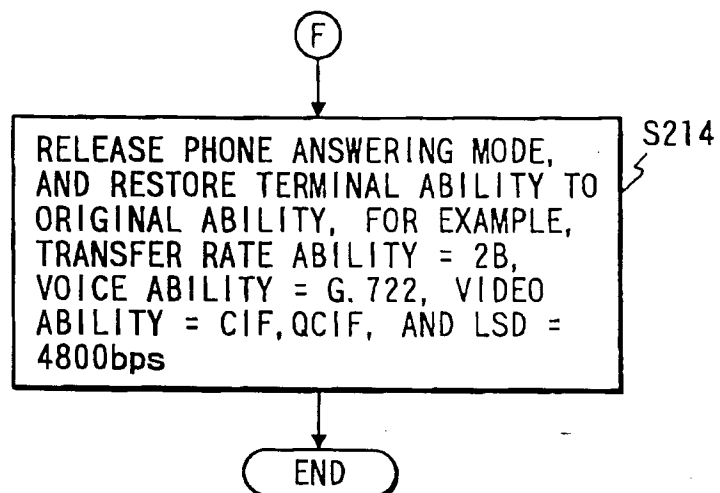 F
S214
RELEASE PHONE ANSWERING MODE,
AND RESTORE TERMINAL ABILITY TO
ORIGINAL ABILITY, FOR EXAMPLE,
TRANSFER RATE ABILITY = 2B,
VOICE ABILITY = G.722, VIDEO
ABILITY = CIF,QCIF, AND LSD =
4800bps
END